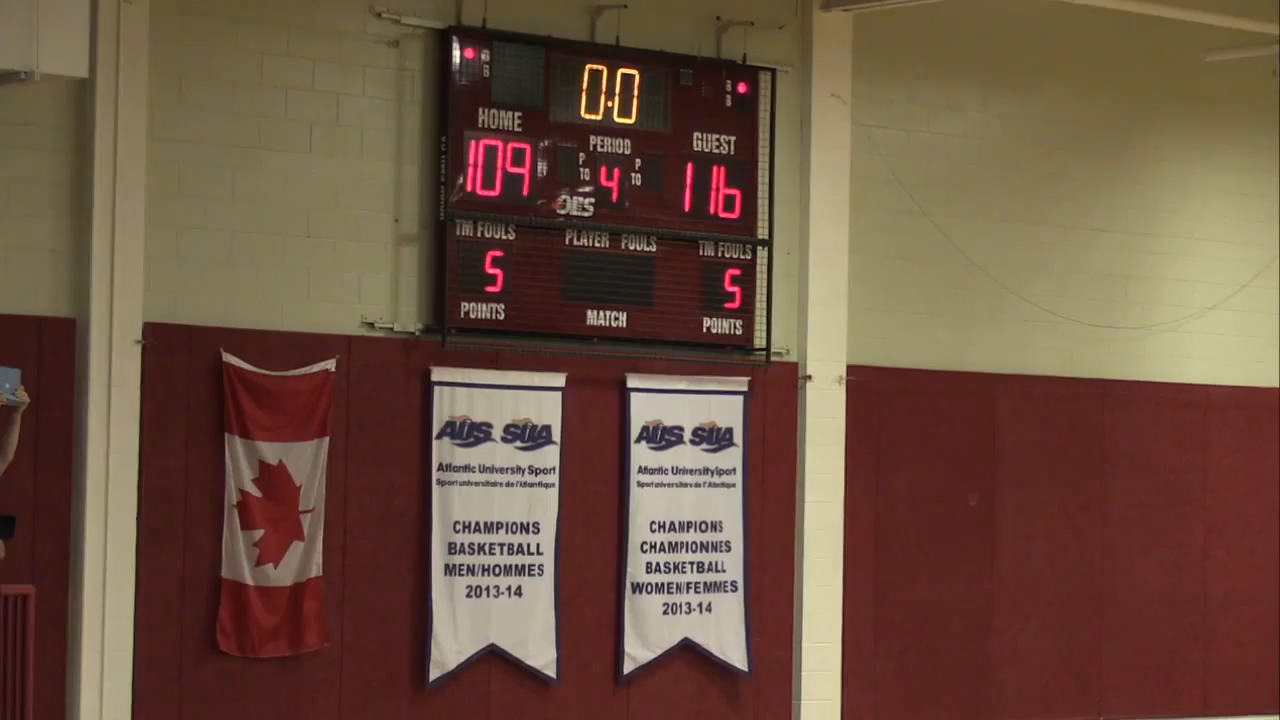 B
B
0.0
B
B
HOME
PERIOD
GUEST
109
P
TO
4
P
TO
116
OES
TM FOULS
PLAYER FOULS
TM FOULS
5
5
POINTS
MATCH
POINTS
AUS SUA
Atlantic University Sport
Sport universitaire de l'Atlantique
CHAMPIONS
BASKETBALL
MEN/HOMMES
2013-14
AUS SUA
Atlantic University Sport
Sport universitaire de l'Atlantique
CHAMPIONS
CHAMPIONNES
BASKETBALL
WOMEN/FEMMES
2013-14